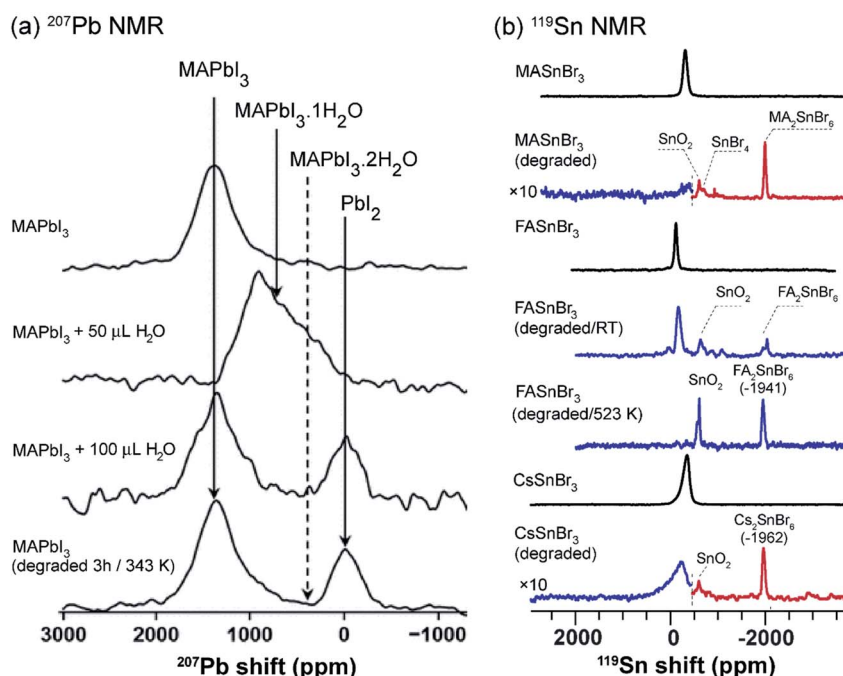 (a) ²⁰⁷Pb NMR
MAPbI₃
MAPbI₃.1H₂O
MAPbI₃.2H₂O
PbI₂
MAPbI₃
MAPbI₃ + 50 µL H₂O
MAPbI₃ + 100 µL H₂O
MAPbI₃
(degraded 3h / 343 K)
3000 2000 1000 0 −1000
²⁰⁷Pb shift (ppm)
(b) ¹¹⁹Sn NMR
MASnBr₃
MASnBr₃
(degraded)
×10
SnO₂
SnBr₄
MA₂SnBr₆
FASnBr₃
FASnBr₃
(degraded/RT)
SnO₂
FA₂SnBr₆
FASnBr₃
(degraded/523 K)
SnO₂
FA₂SnBr₆
(-1941)
CsSnBr₃
CsSnBr₃
(degraded)
×10
SnO₂
Cs₂SnBr₆
(-1962)
2000 0 -2000
¹¹⁹Sn shift (ppm)